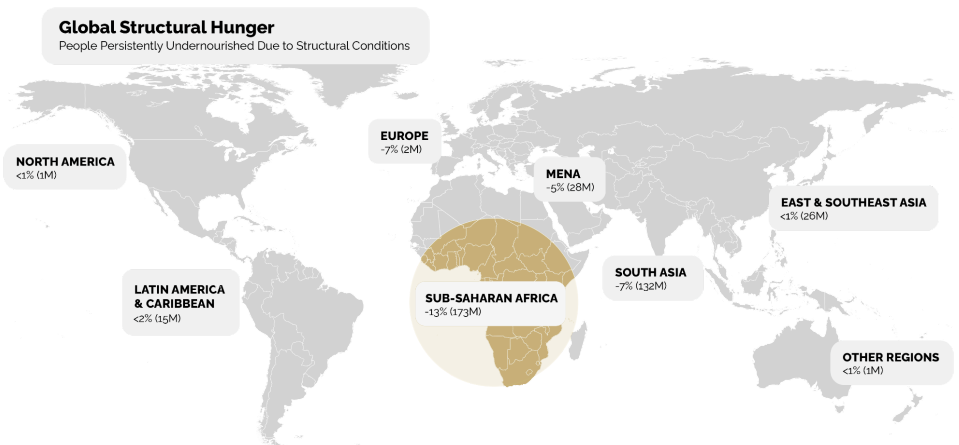 Global Structural Hunger
People Persistently Undernourished Due to Structural Conditions
EUROPE
-7% (2M)
NORTH AMERICA
<1% (1M)
MENA
-5% (28M)
EAST & SOUTHEAST ASIA
<1% (26M)
SOUTH ASIA
-7% (132M)
LATIN AMERICA
& CARIBBEAN
<2% (15M)
SUB-SAHARAN AFRICA
-13% (173M)
OTHER REGIONS
<1% (1M)